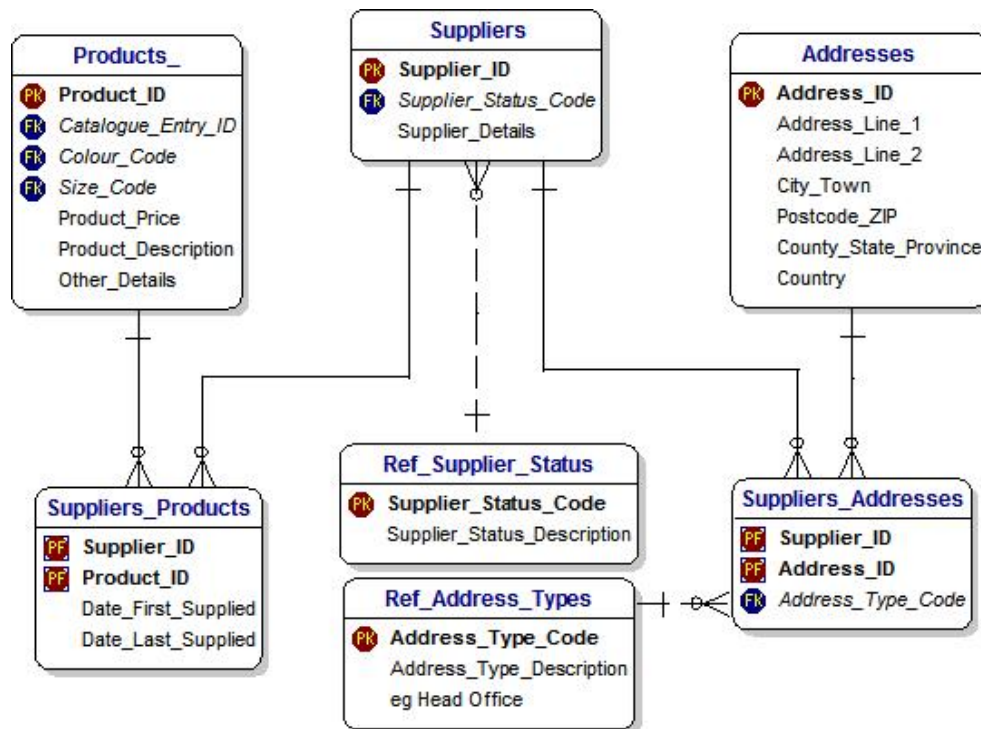 Products_
PK Product_ID
FK Catalogue_Entry_ID
FK Colour_Code
FK Size_Code
Product_Price
Product_Description
Other_Details
Suppliers
PK Supplier_ID
FK Supplier_Status_Code
Supplier_Details
Addresses
PK Address_ID
Address_Line_1
Address_Line_2
City_Town
Postcode_ZIP
County_State_Province
Country
Suppliers_Products
PF Supplier_ID
PF Product_ID
Date_First_Supplied
Date_Last_Supplied
Ref_Supplier_Status
PK Supplier_Status_Code
Supplier_Status_Description
Ref_Address_Types
PK Address_Type_Code
Address_Type_Description
eg Head Office
Suppliers_Addresses
PF Supplier_ID
PF Address_ID
FK Address_Type_Code